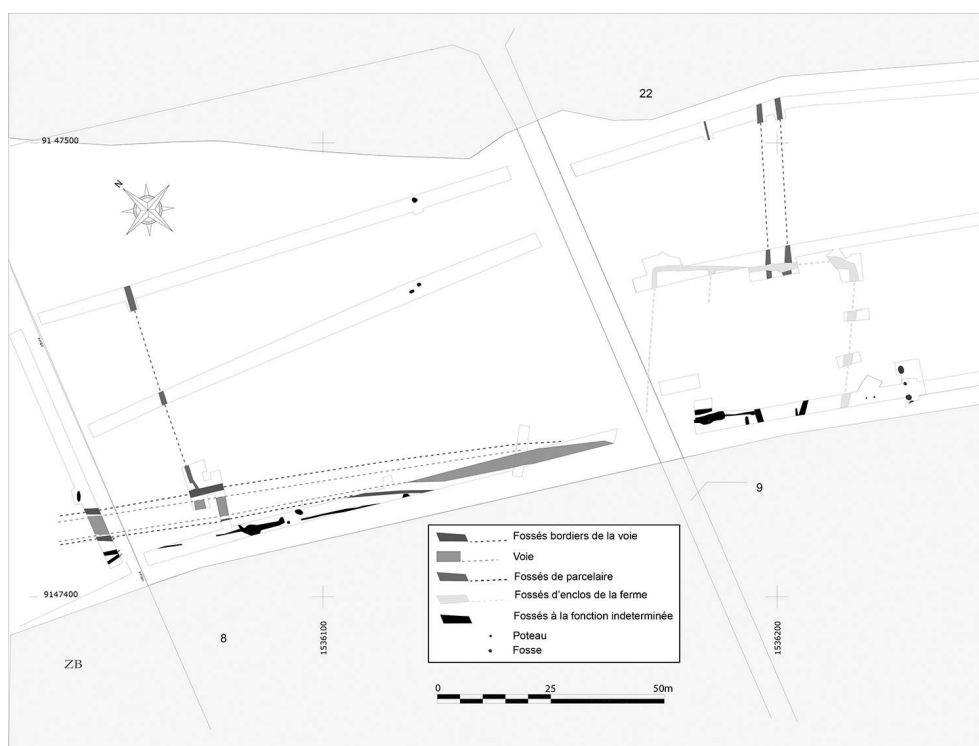 22
91 47500
N
9
Fossés bordiers de la voie
Voie
Fossés de parcelaire
Fossés d'enclos de la ferme
Fossés à la fonction indeterminée
Poteau
Fosse
9147400
1536100
1536200
8
ZB
0
25
50m